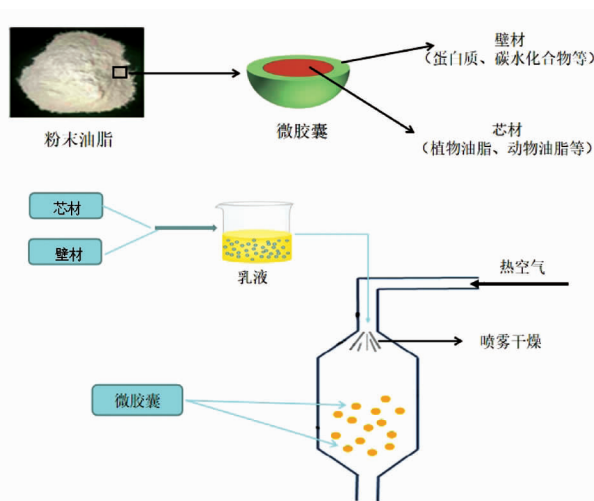 壁材
（蛋白质、碳水化合物等）
粉末油脂
微胶囊
芯材
（植物油脂、动物油脂等）
芯材
壁材
乳液
热空气
喷雾干燥
微胶囊